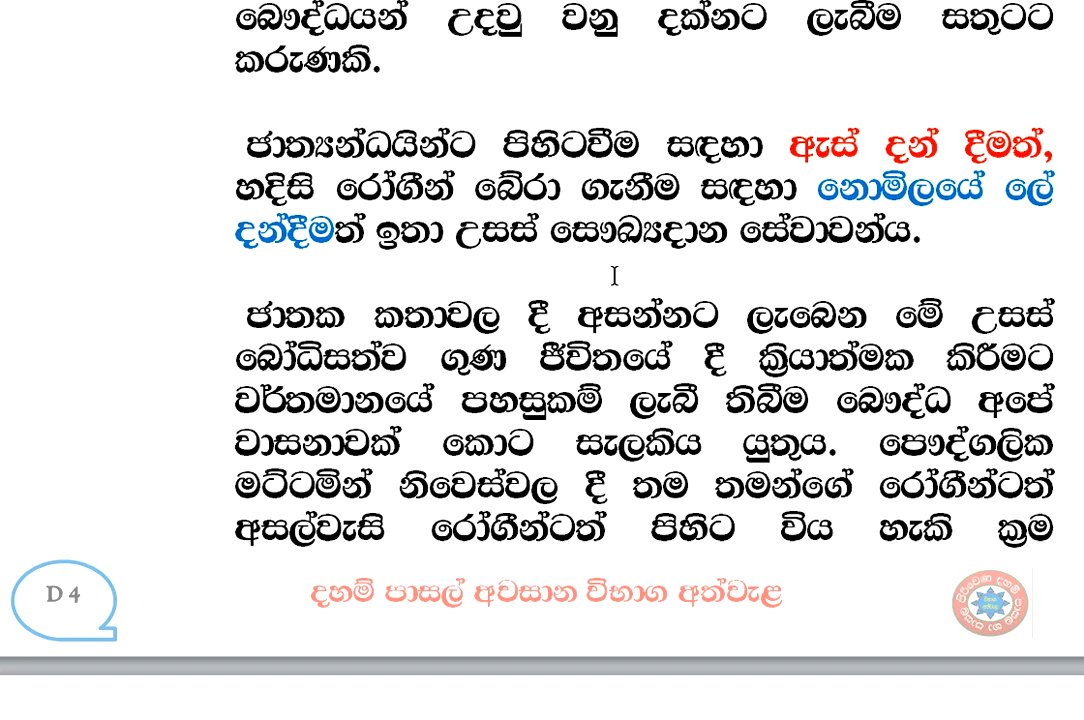 බෞද්ධයන් උදවු වනු දක්නට ලැබීම සතුටට
කරුණකි.
ජාත්‍යන්ධයින්ට පිහිටවීම සඳහා ඇස් දන් දීමත්,
හදිසි රෝගීන් බේරා ගැනීම සඳහා නොමිලයේ ලේ
දන්දීමත් ඉතා උසස් සෞඛ්‍යදාන සේවාවන්ය.
ජාතක කතාවල දී අසන්නට ලැබෙන මේ උසස්
බෝධිසත්ව ගුණ ජීවිතයේ දී ක්‍රියාත්මක කිරීමට
වර්තමානයේ පහසුකම් ලැබී තිබීම බෞද්ධ අපේ
වාසනාවක් කොට සැලකිය යුතුය. පෞද්ගලික
මට්ටමින් නිවෙස්වල දී තම තමන්ගේ රෝගීන්ටත්
අසල්වැසි රෝගීන්ටත් පිහිට විය හැකි ක්‍රම
D 4
දහම් පාසල් අවසාන විභාග අත්වැළ